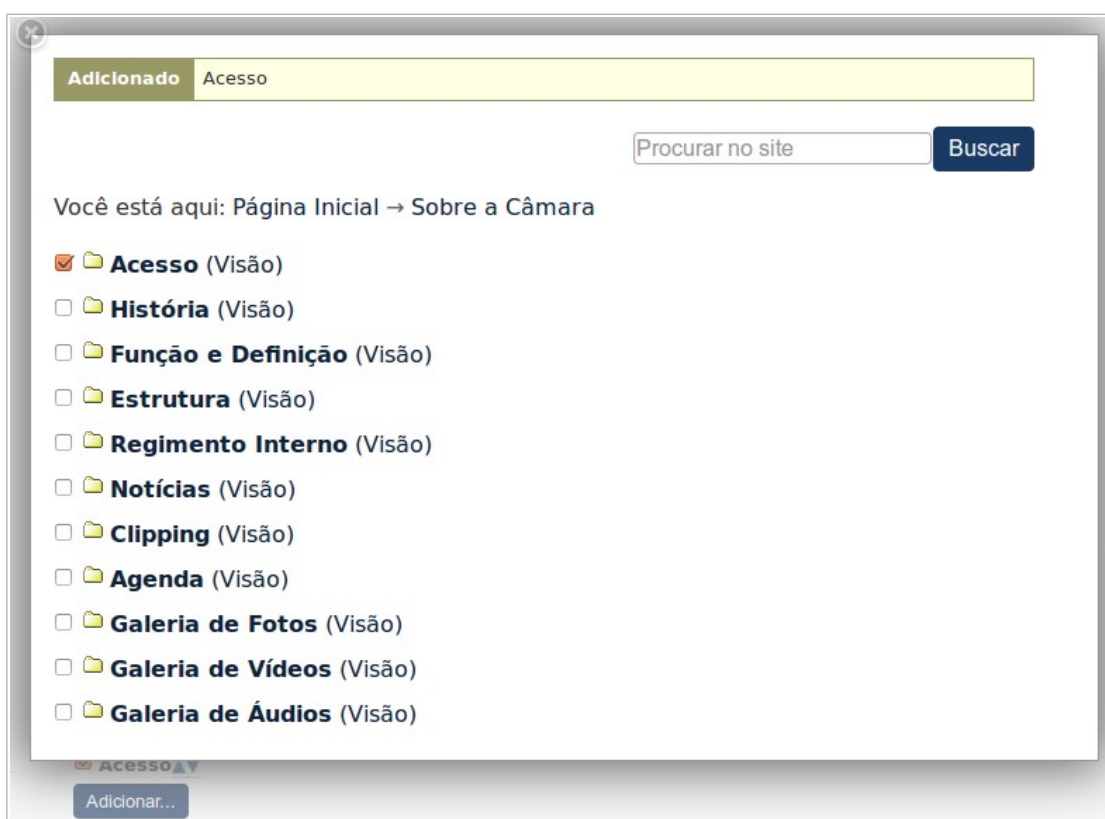 Adicionado Acesso
Procurar no site Buscar
Você está aqui: Página Inicial → Sobre a Câmara
Acesso (Visão)
História (Visão)
Função e Definição (Visão)
Estrutura (Visão)
Regimento Interno (Visão)
Notícias (Visão)
Clipping (Visão)
Agenda (Visão)
Galeria de Fotos (Visão)
Galeria de Vídeos (Visão)
Galeria de Áudios (Visão)
Acesso
Adicionar...